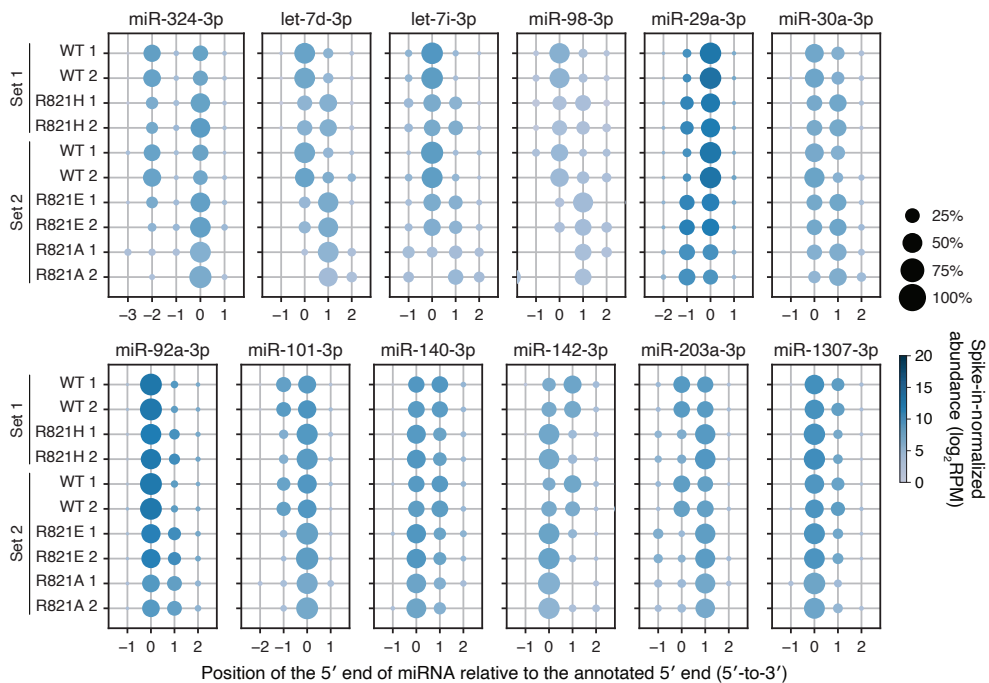 miR-324-3p let-7d-3p let-7i-3p miR-98-3p miR-29a-3p miR-30a-3p
Set 1
WT 1
WT 2
R821H 1
R821H 2
Set 2
WT 1
WT 2
R821E 1
R821E 2
R821A 1
R821A 2
−3 −2 −1 0 1 −1 0 1 2 −1 0 1 2 −1 0 1 2 −1 0 1 −1 0 1 2
25%
50%
75%
100%
miR-92a-3p miR-101-3p miR-140-3p miR-142-3p miR-203a-3p miR-1307-3p
Set 1
WT 1
WT 2
R821H 1
R821H 2
Set 2
WT 1
WT 2
R821E 1
R821E 2
R821A 1
R821A 2
−1 0 1 2 −2 −1 0 1 −1 0 1 2 −1 0 1 2 −1 0 1 2 −1 0 1 2
20
15
10
5
0
Spike-in-normalized
abundance (log₂RPM)
Position of the 5′ end of miRNA relative to the annotated 5′ end (5′-to-3′)